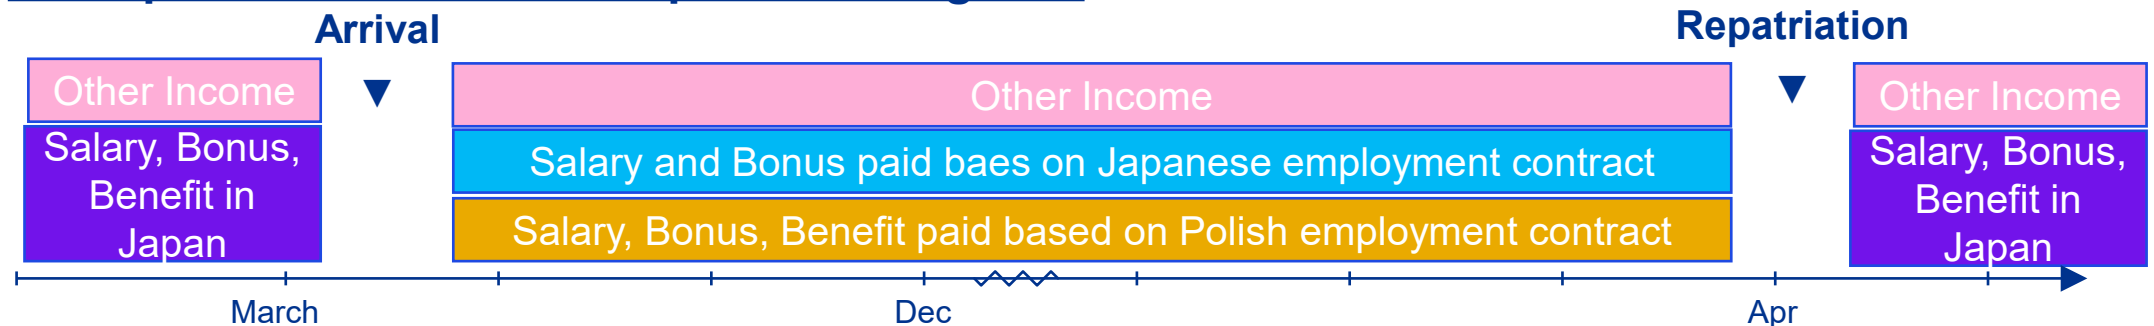 Arrival
Repatriation
Other Income
Other Income
Other Income
Salary, Bonus,
Benefit in
Japan
Salary and Bonus paid baes on Japanese employment contract
Salary, Bonus, Benefit paid based on Polish employment contract
Salary, Bonus,
Benefit in
Japan
March
Dec
Apr